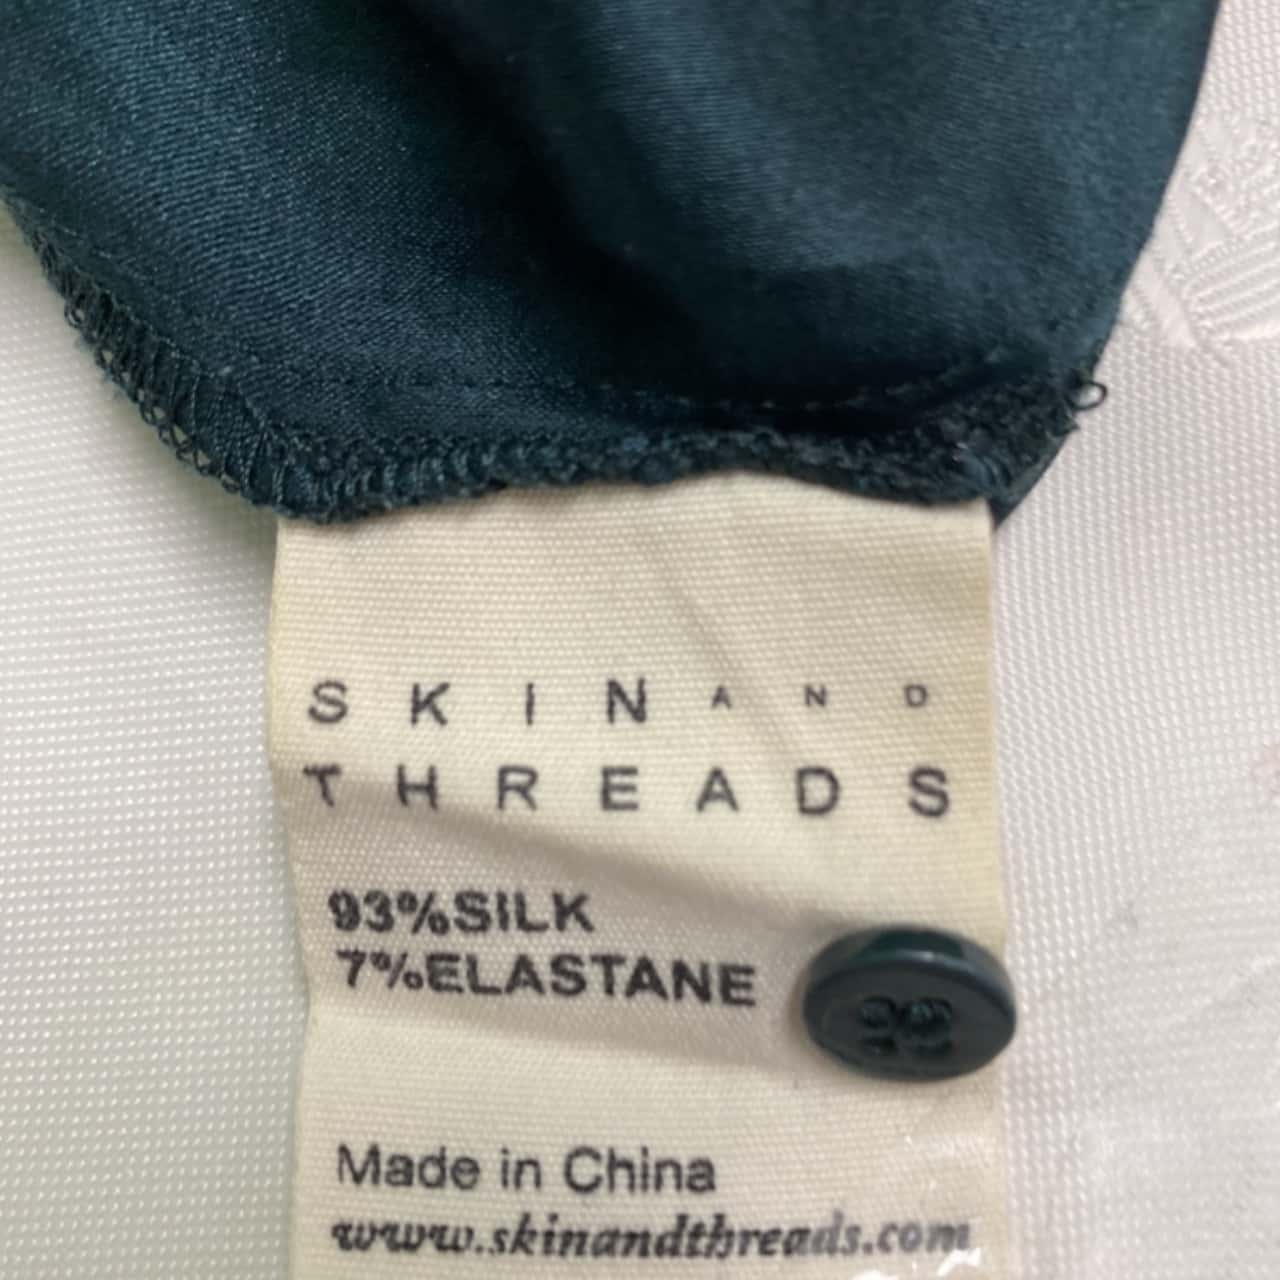 SKIN AND
THREADS
93%SILK
7%ELASTANE
Made in China
www.skinandthreads.com